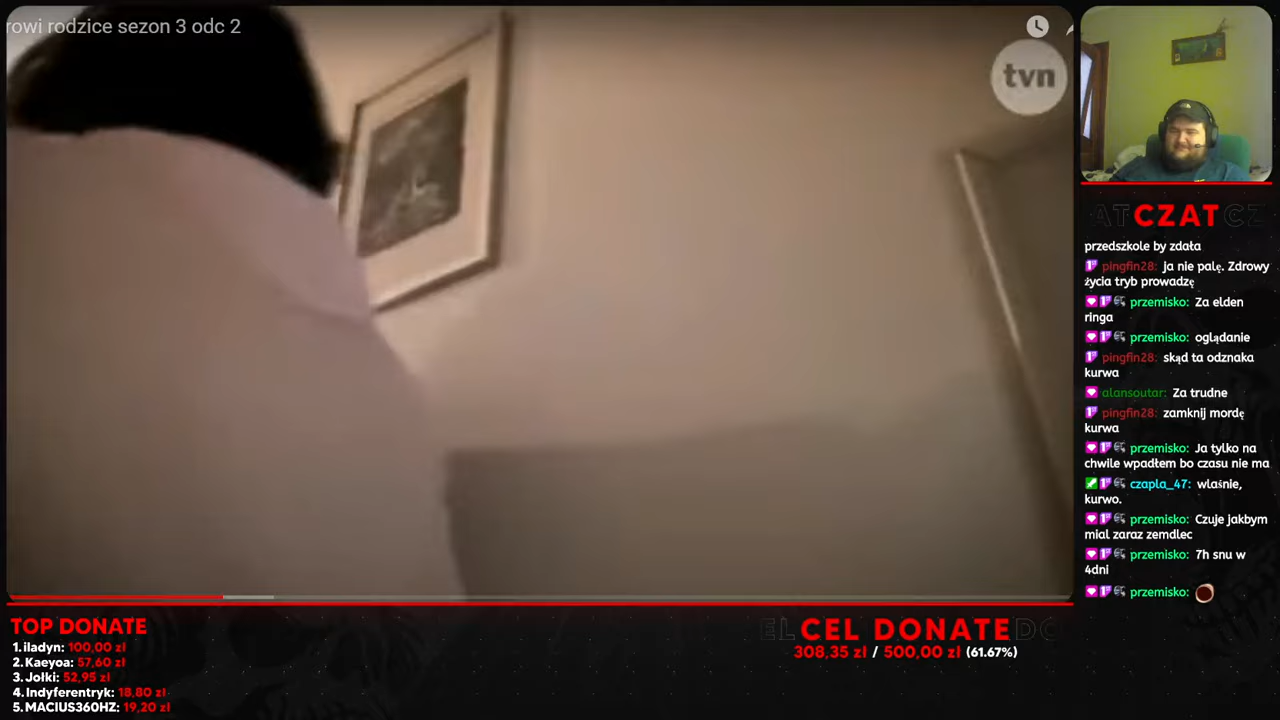 rowi rodzice sezon 3 odc 2
tvn
CZAT
przedszkole by zdała
pingfin28: ja nie palę. Zdrowy
życia tryb prowadzę
przemisko: Za elden
ringa
przemisko: oglądanie
pingfin28: skąd ta odznaka
kurwa
alansoutar: Za trudne
pingfin28: zamknij mordę
kurwa
przemisko: Ja tylko na
chwile wpadłem bo czasu nie ma
czapla_47: wlaśnie,
kurwo.
przemisko: Czuje jakbym
mial zaraz zemdlec
przemisko: 7h snu w
4dni
przemisko:
TOP DONATE
1. iladyn: 100,00 zł
2. Kaeyoa: 57,60 zł
3. Jołki: 52,95 zł
4. Indyferentryk: 18,80 zł
5. MACIUS360HZ: 19,20 zł
CEL DONATE
308,35 zł / 500,00 zł (61.67%)